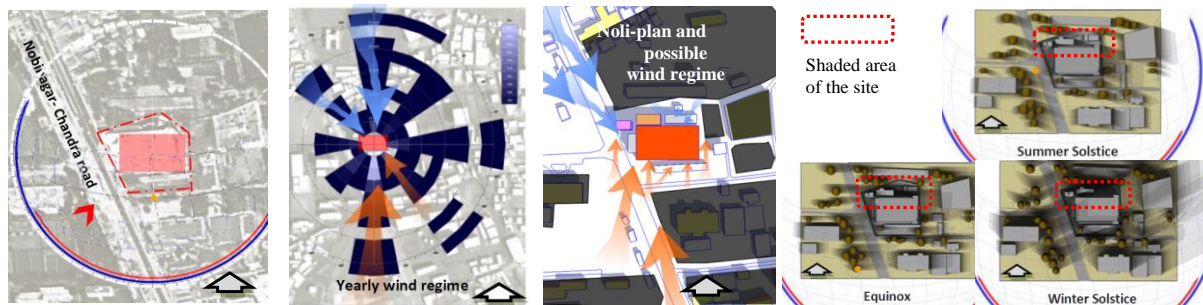 Nobinagar- Chandra road
Yearly wind regime
Noli-plan and
possible
wind regime
Shaded area
of the site
Summer Solstice
Equinox
Winter Solstice